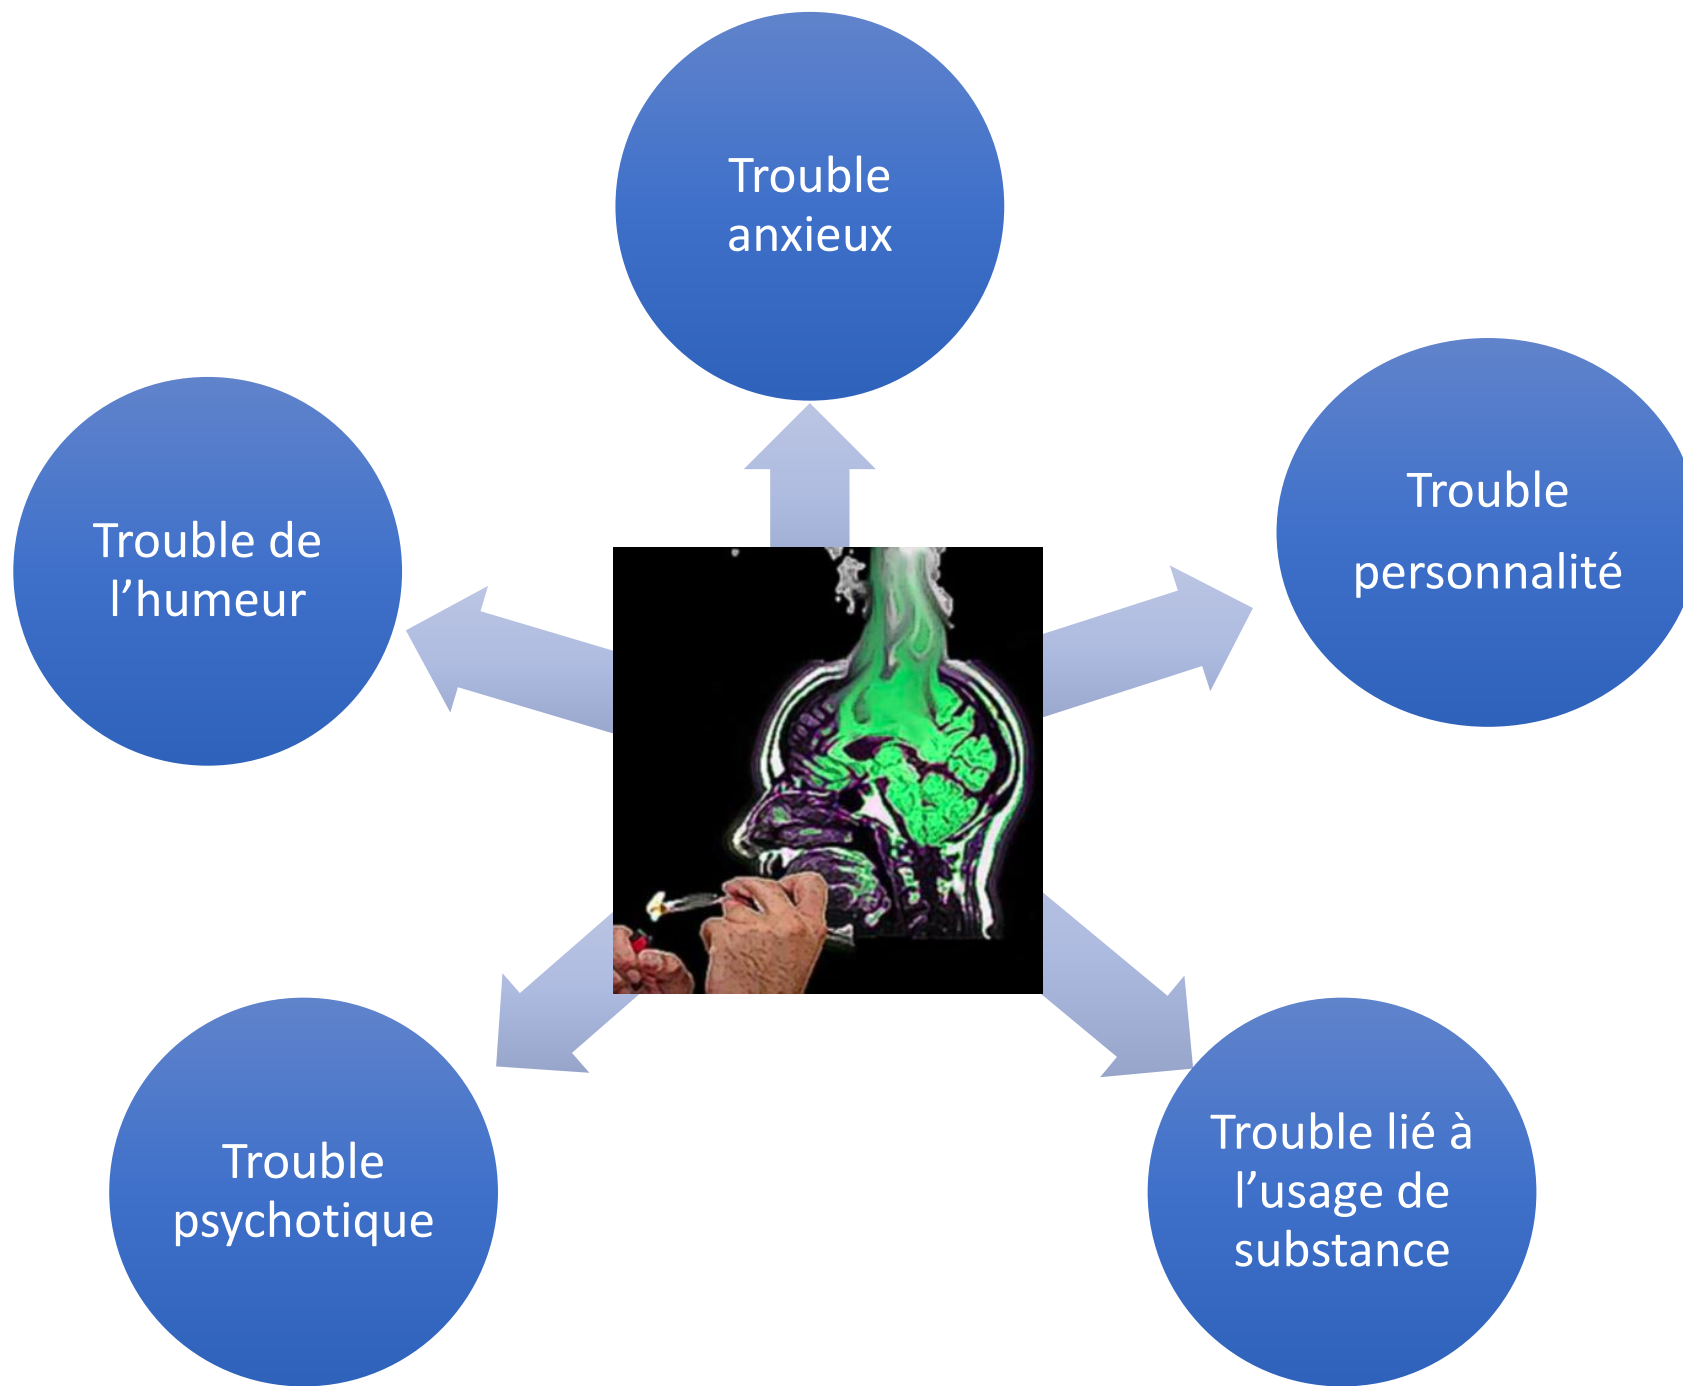 Trouble
anxieux
Trouble
personnalité
Trouble de
l’humeur
Trouble
psychotique
Trouble lié à
l’usage de
substance